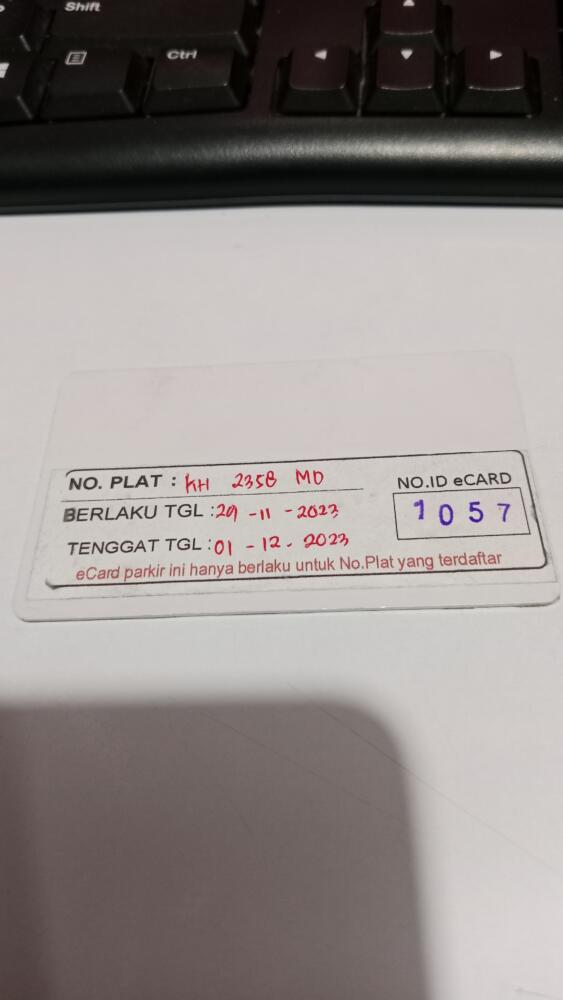 Shift
Ctrl
NO. PLAT : KH 2358 MD
NO.ID eCARD
BERLAKU TGL :29 -11 -2023
1057
TENGGAT TGL :01 - 12 - 2023
eCard parkir ini hanya berlaku untuk No.Plat yang terdaftar